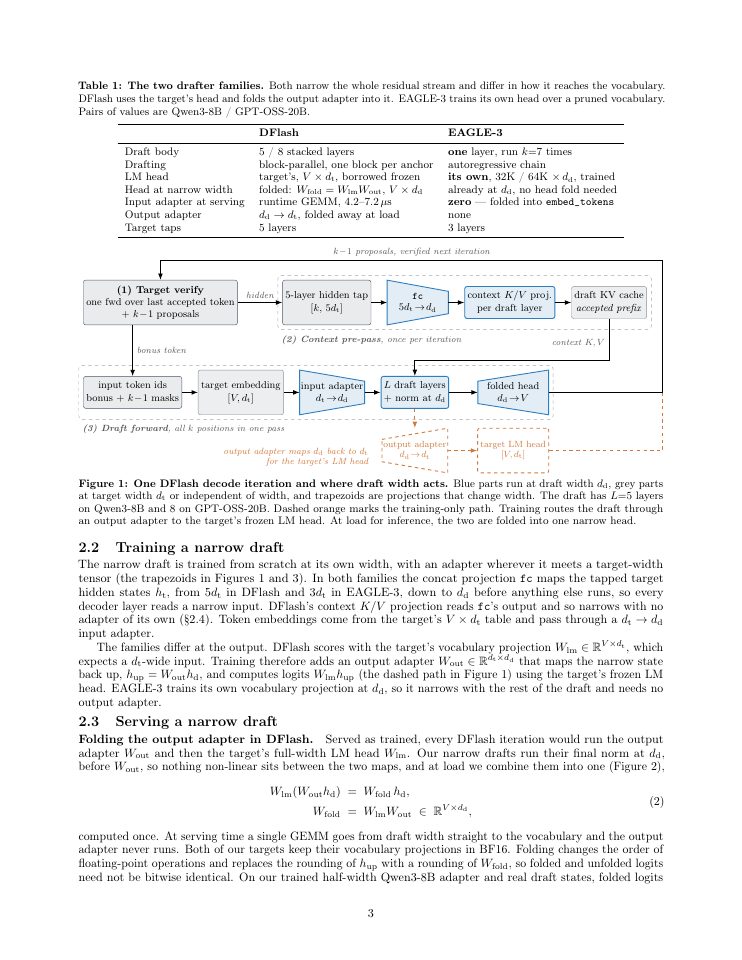 Table 1: The two drafter families. Both narrow the whole residual stream and differ in how it reaches the vocabulary.
DFlash uses the target's head and folds the output adapter into it. EAGLE-3 trains its own head over a pruned vocabulary.
Pairs of values are Qwen3-8B / GPT-OSS-20B.
DFlash EAGLE-3
Draft body 5 / 8 stacked layers one layer, run k=7 times
Drafting block-parallel, one block per anchor autoregressive chain
LM head target's, V × d_t, borrowed frozen its own, 32K / 64K × d_d, trained
Head at narrow width folded: W_fold = W_lm W_out, V × d_d already at d_d, no head fold needed
Input adapter at serving runtime GEMM, 4.2–7.2 μs zero — folded into embed_tokens
Output adapter d_d → d_t, folded away at load none
Target taps 5 layers 3 layers
k−1 proposals, verified next iteration
(1) Target verify
one fwd over last accepted token
+ k−1 proposals
hidden
5-layer hidden tap
[k, 5d_t]
fc
5d_t→d_d
context K/V proj.
per draft layer
draft KV cache
accepted prefix
(2) Context pre-pass, once per iteration
context K,V
bonus token
input token ids
bonus + k−1 masks
target embedding
[V, d_t]
input adapter
d_t→d_d
L draft layers
+ norm at d_d
folded head
d_d→V
(3) Draft forward, all k positions in one pass
output adapter maps d_d back to d_t
for the target's LM head
output adapter
d_d→d_t
target LM head
[V, d_t]
Figure 1: One DFlash decode iteration and where draft width acts. Blue parts run at draft width d_d, grey parts
at target width d_t or independent of width, and trapezoids are projections that change width. The draft has L=5 layers
on Qwen3-8B and 8 on GPT-OSS-20B. Dashed orange marks the training-only path. Training routes the draft through
an output adapter to the target's frozen LM head. At load for inference, the two are folded into one narrow head.
2.2 Training a narrow draft
The narrow draft is trained from scratch at its own width, with an adapter wherever it meets a target-width
tensor (the trapezoids in Figures 1 and 3). In both families the concat projection fc maps the tapped target
hidden states h_t, from 5d_t in DFlash and 3d_t in EAGLE-3, down to d_d before anything else runs, so every
decoder layer reads a narrow input. DFlash's context K/V projection reads fc's output and so narrows with no
adapter of its own (§2.4). Token embeddings come from the target's V × d_t table and pass through a d_t → d_d
input adapter.
The families differ at the output. DFlash scores with the target's vocabulary projection W_lm ∈ ℝ^{V×d_t}, which
expects a d_t-wide input. Training therefore adds an output adapter W_out ∈ ℝ^{d_t×d_d} that maps the narrow state
back up, h_up = W_out h_d, and computes logits W_lm h_up (the dashed path in Figure 1) using the target's frozen LM
head. EAGLE-3 trains its own vocabulary projection at d_d, so it narrows with the rest of the draft and needs no
output adapter.
2.3 Serving a narrow draft
Folding the output adapter in DFlash. Served as trained, every DFlash iteration would run the output
adapter W_out and then the target's full-width LM head W_lm. Our narrow drafts run their final norm at d_d,
before W_out, so nothing non-linear sits between the two maps, and at load we combine them into one (Figure 2),
W_lm(W_out h_d) = W_fold h_d,
W_fold = W_lm W_out ∈ ℝ^{V×d_d},
(2)
computed once. At serving time a single GEMM goes from draft width straight to the vocabulary and the output
adapter never runs. Both of our targets keep their vocabulary projections in BF16. Folding changes the order of
floating-point operations and replaces the rounding of h_up with a rounding of W_fold, so folded and unfolded logits
need not be bitwise identical. On our trained half-width Qwen3-8B adapter and real draft states, folded logits
3